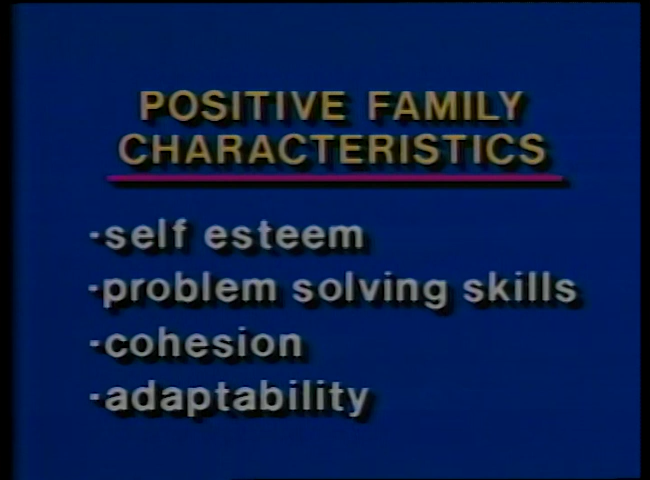 POSITIVE FAMILY
CHARACTERISTICS
·self esteem
·problem solving skills
·cohesion
·adaptability